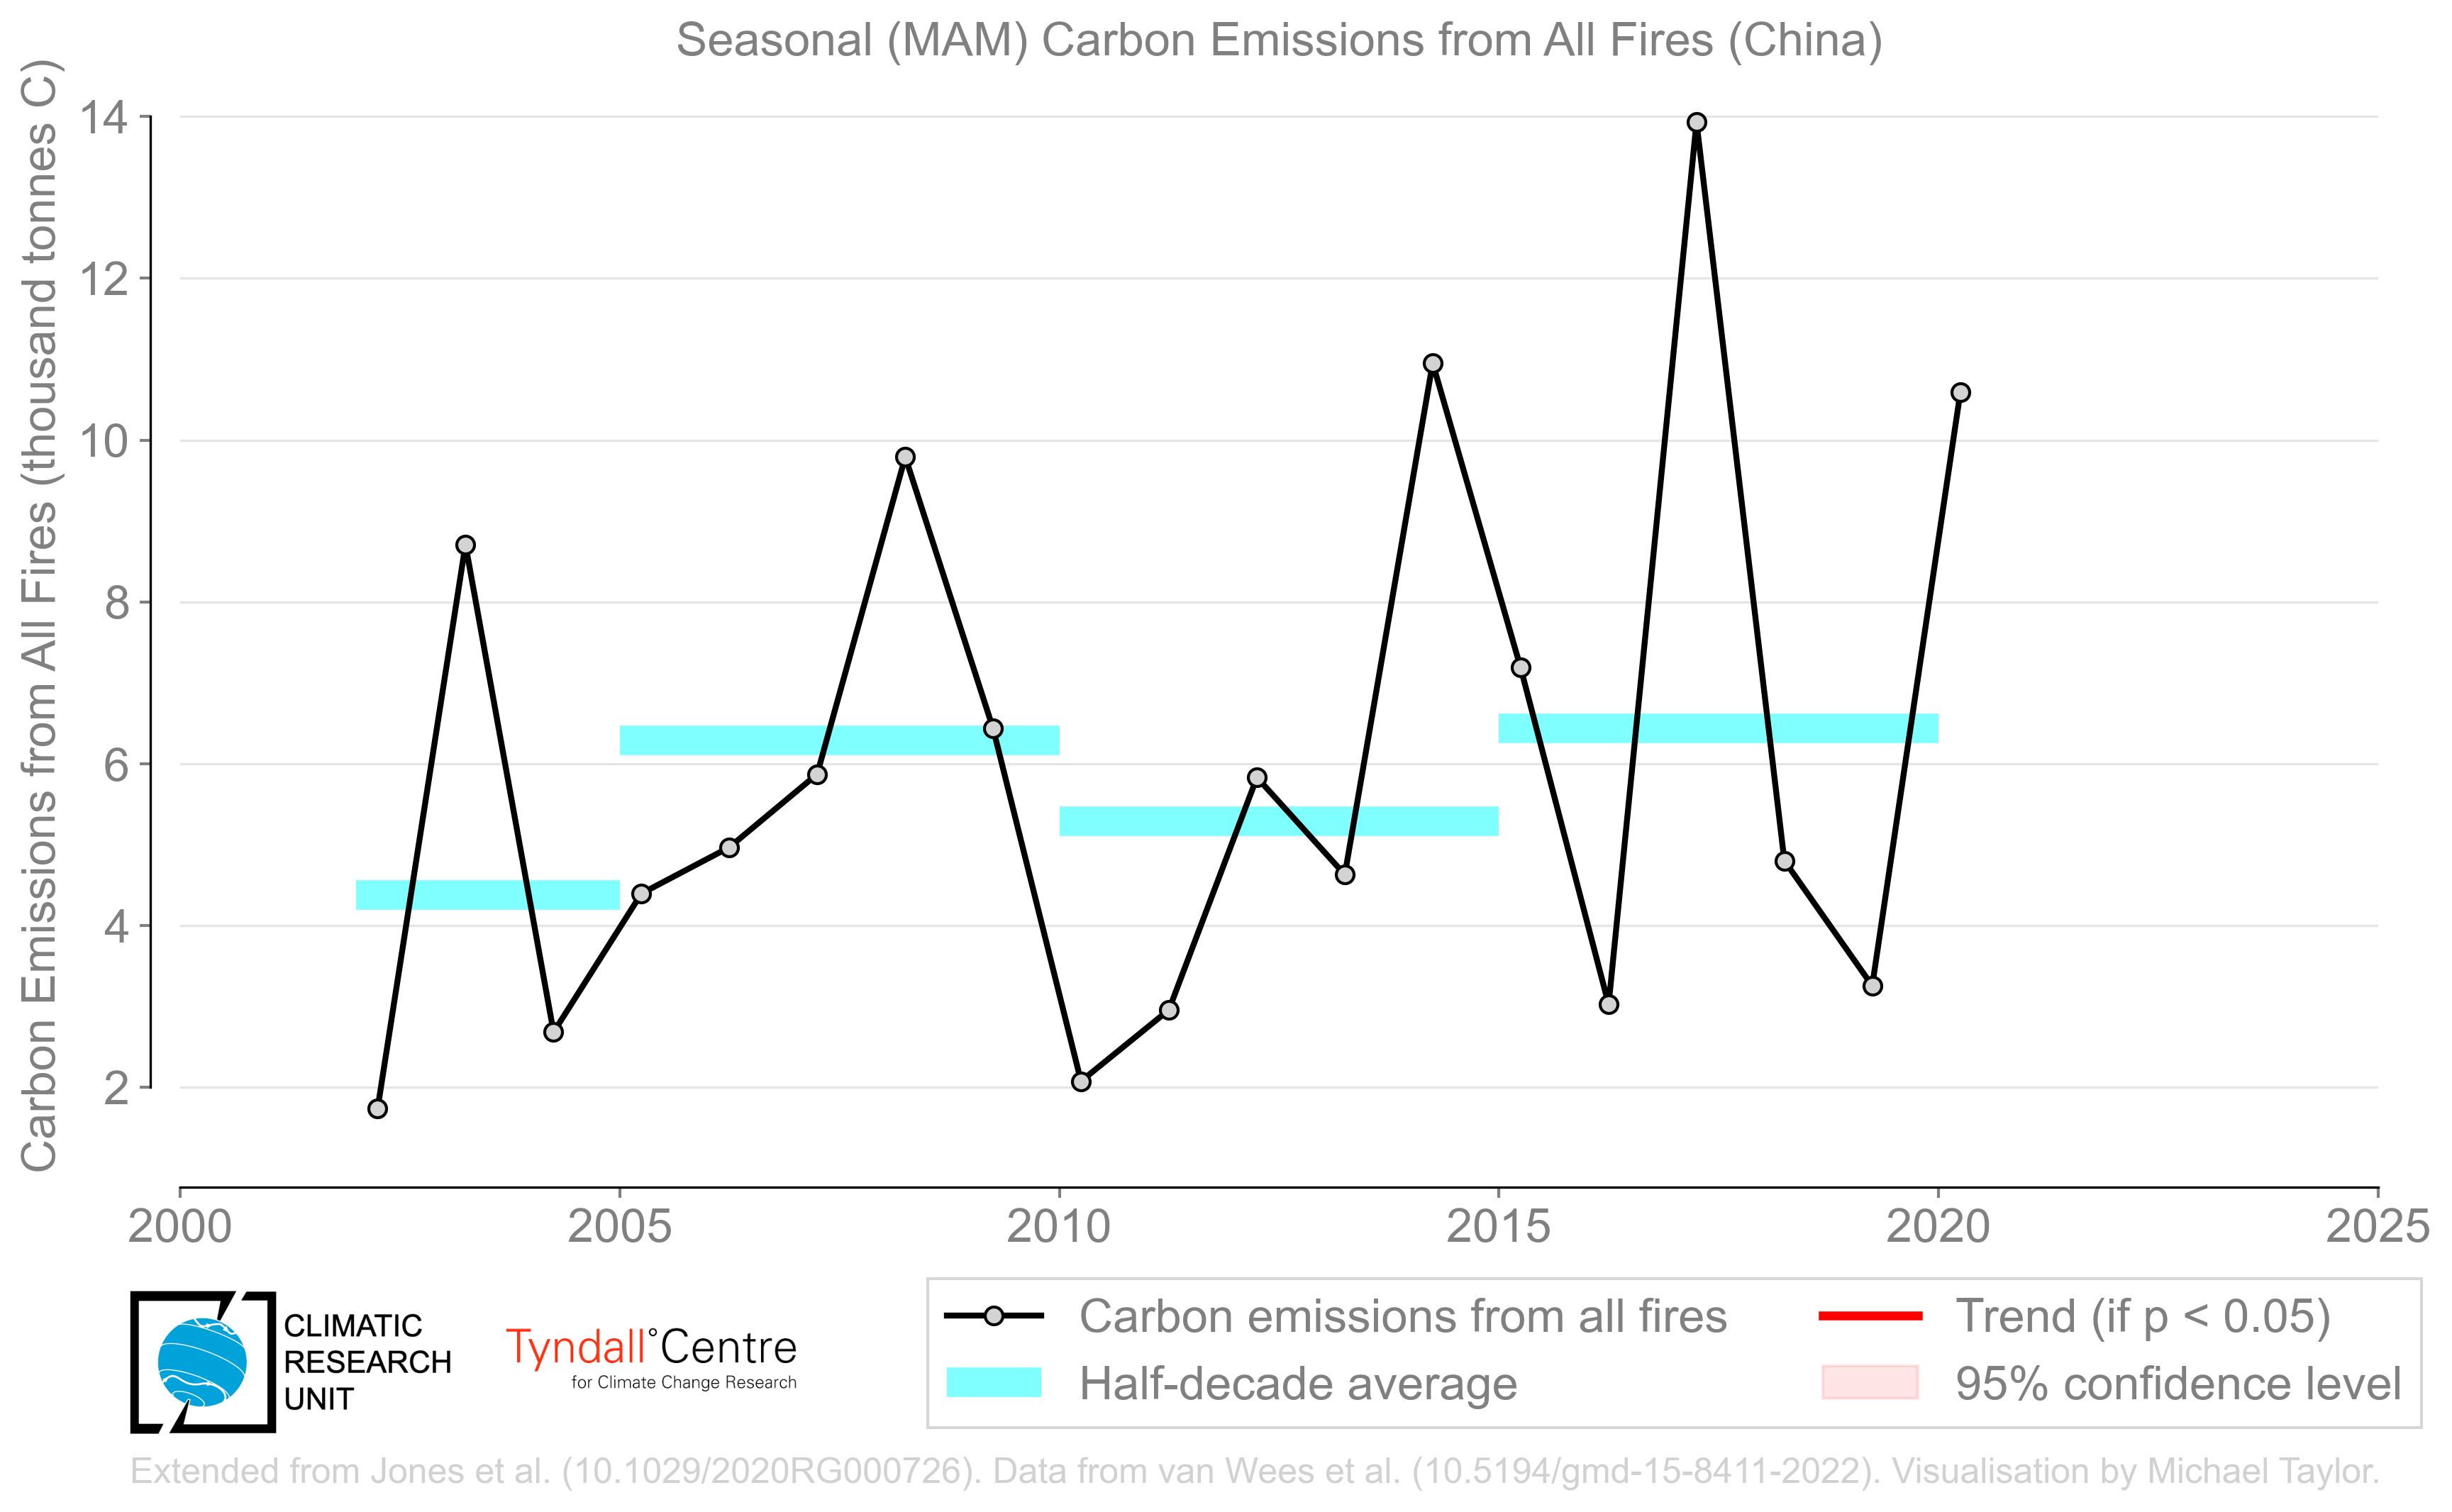 Seasonal (MAM) Carbon Emissions from All Fires (China)
Carbon Emissions from All Fires (thousand tonnes C)
14
12
10
8
6
4
2
2000 2005 2010 2015 2020 2025
CLIMATIC
RESEARCH
UNIT
Tyndall°Centre
for Climate Change Research
Carbon emissions from all fires
Half-decade average
Trend (if p < 0.05)
95% confidence level
Extended from Jones et al. (10.1029/2020RG000726). Data from van Wees et al. (10.5194/gmd-15-8411-2022). Visualisation by Michael Taylor.